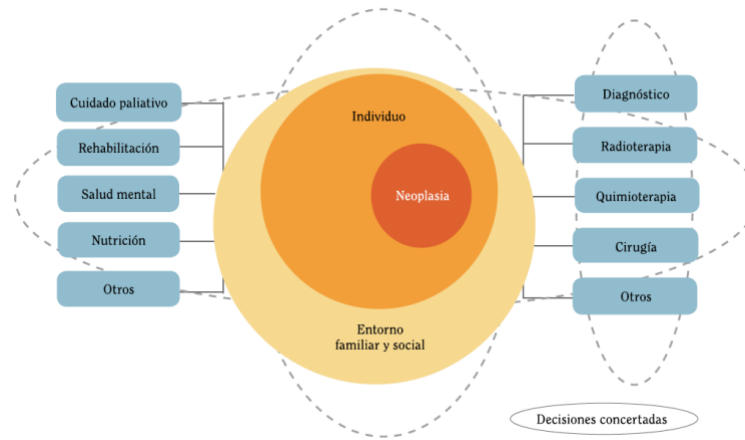 Cuidado paliativo
Rehabilitación
Salud mental
Nutrición
Otros
Individuo
Neoplasia
Entorno
familiar y social
Diagnóstico
Radioterapia
Quimioterapia
Cirugía
Otros
Decisiones concertadas